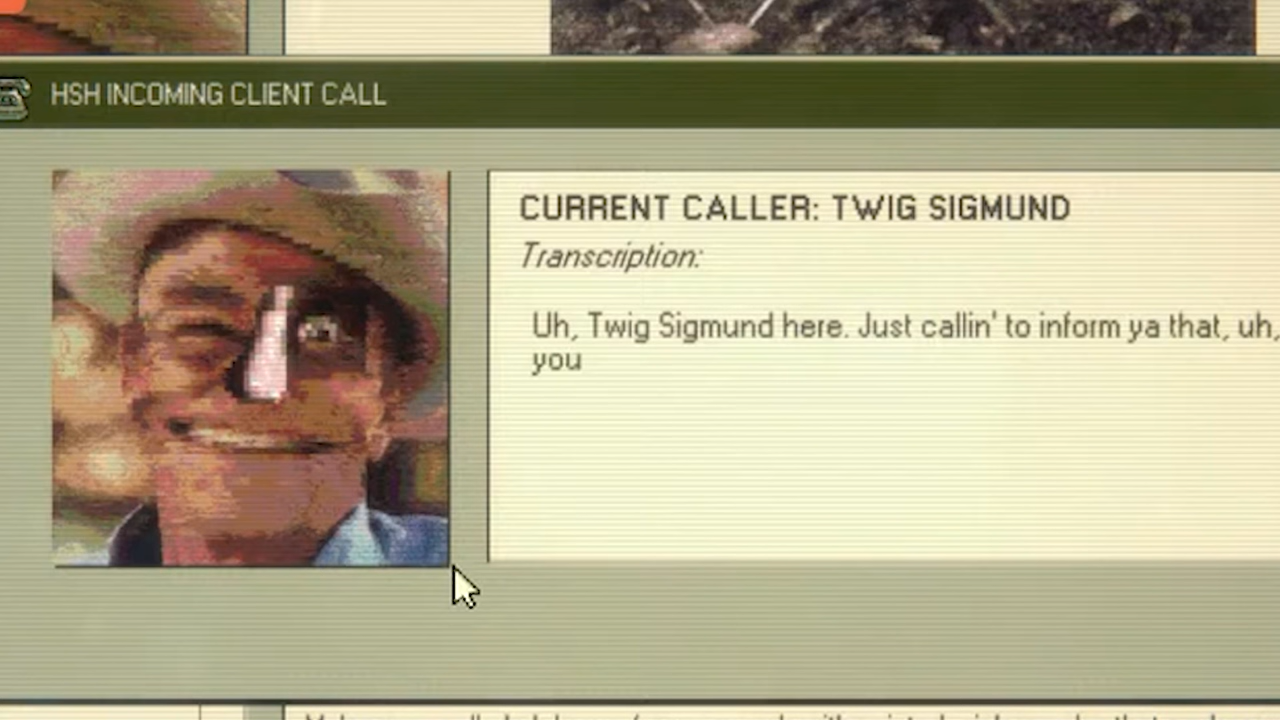 HSH INCOMING CLIENT CALL
CURRENT CALLER: TWIG SIGMUND
Transcription:
Uh, Twig Sigmund here. Just callin' to inform ya that, uh,
you